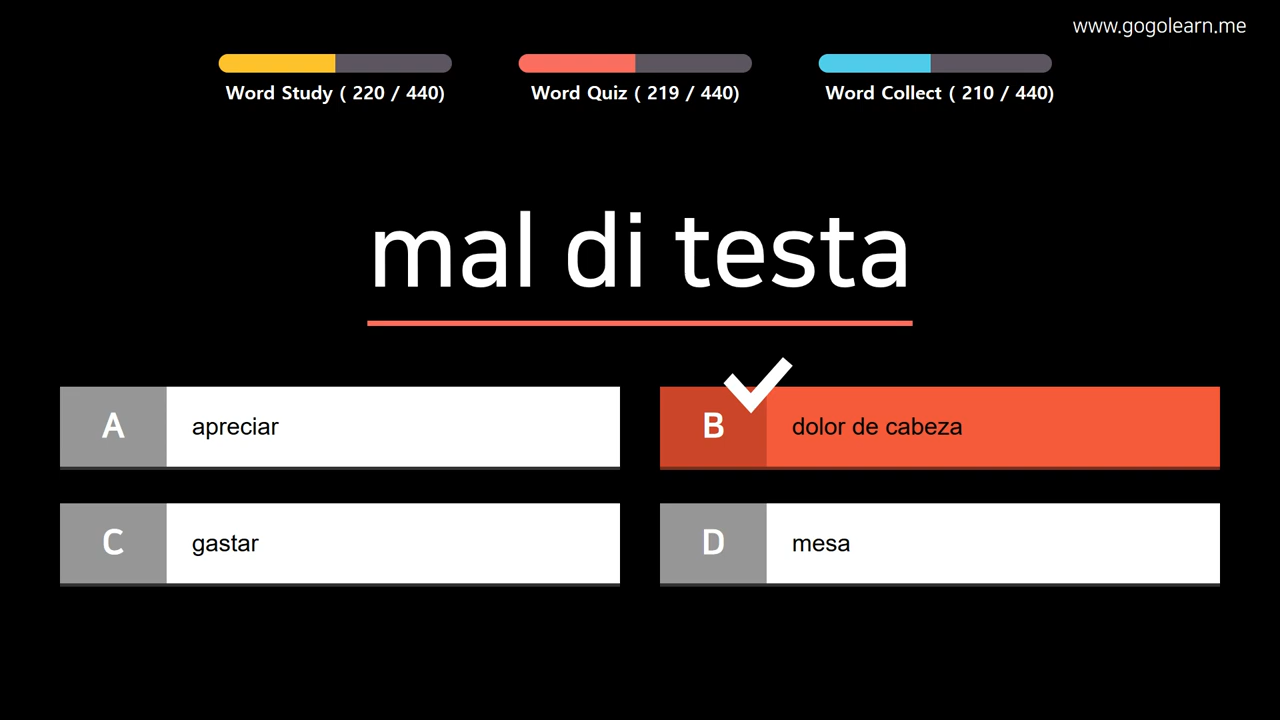 www.gogolearn.me
Word Study ( 220 / 440)
Word Quiz ( 219 / 440)
Word Collect ( 210 / 440)
mal di testa
A apreciar
B dolor de cabeza
C gastar
D mesa